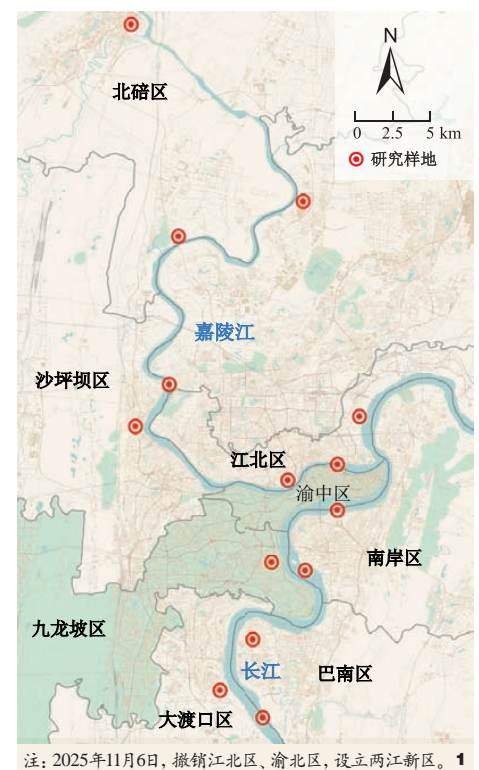 N
北碚区
0 2.5 5 km
研究样地
嘉陵江
沙坪坝区
江北区
渝中区
南岸区
九龙坡区
长江
巴南区
大渡口区
注：2025年11月6日，撤销江北区、渝北区，设立两江新区。 1